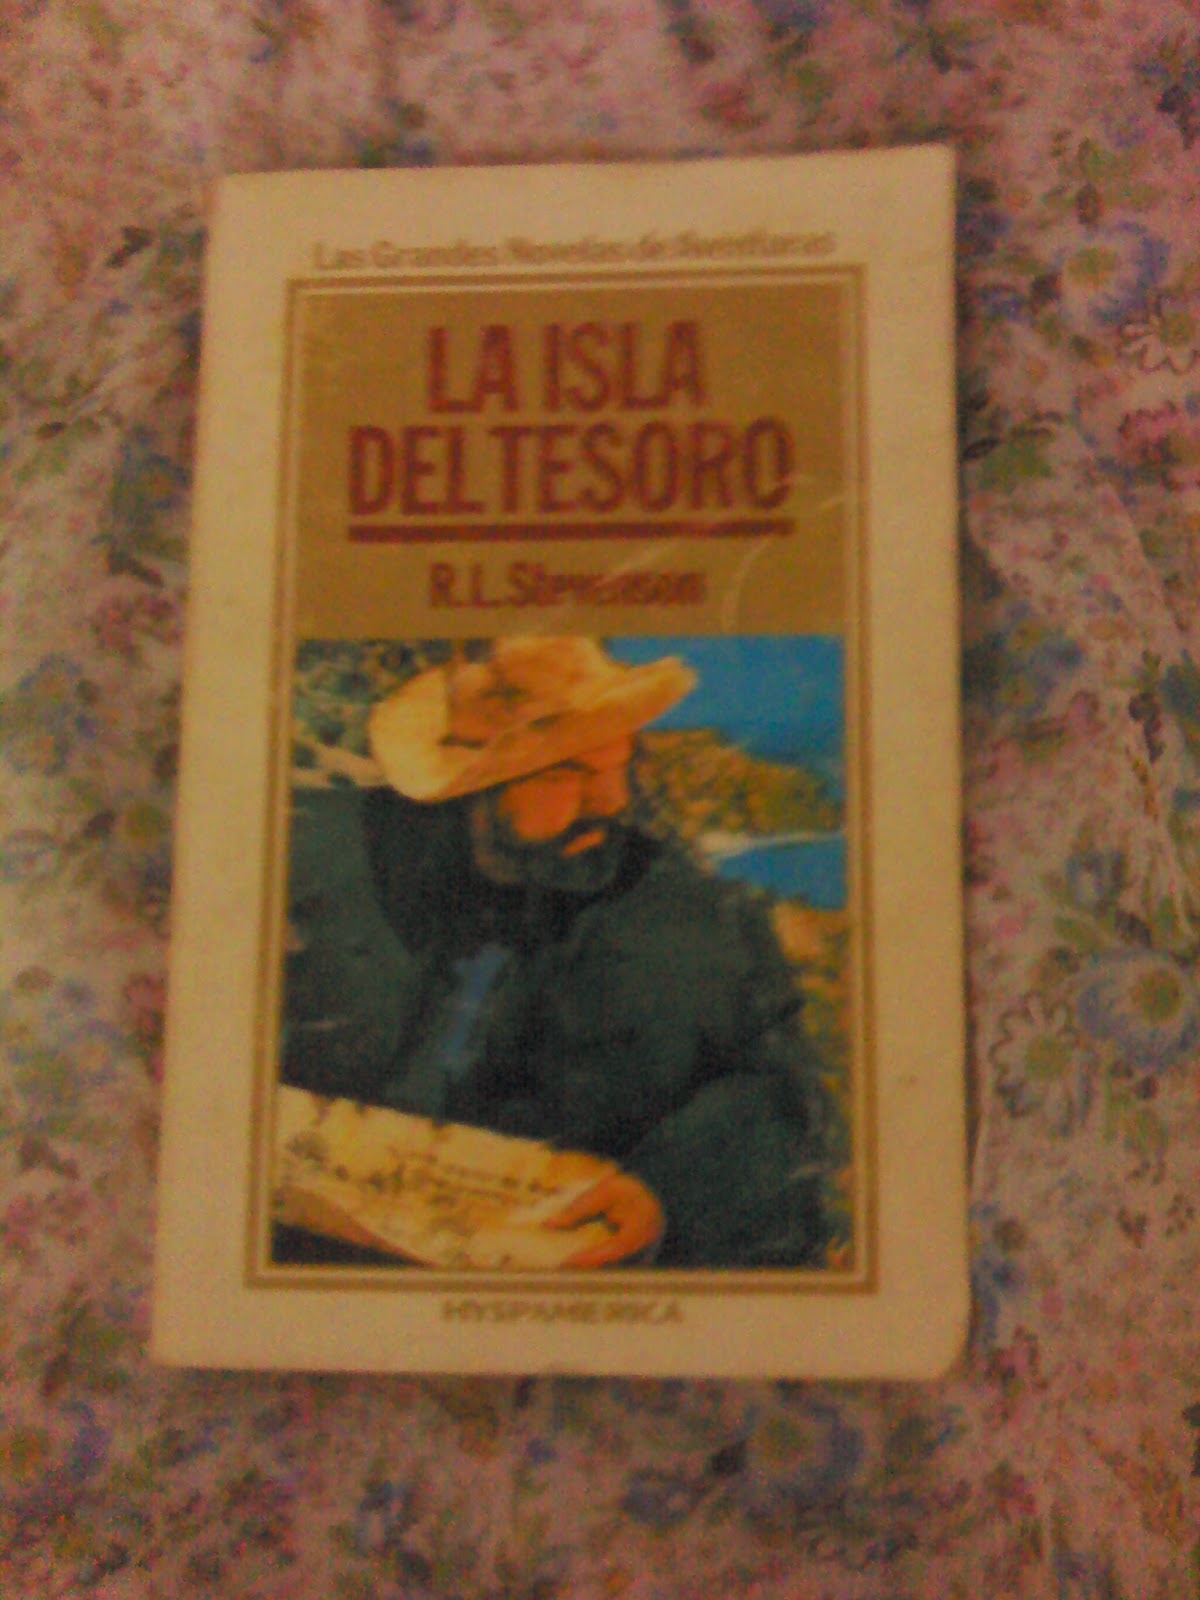 Las Grandes Novelas de Aventuras
LA ISLA
DEL TESORO
R.L. Stevenson
HYSPAMERICA